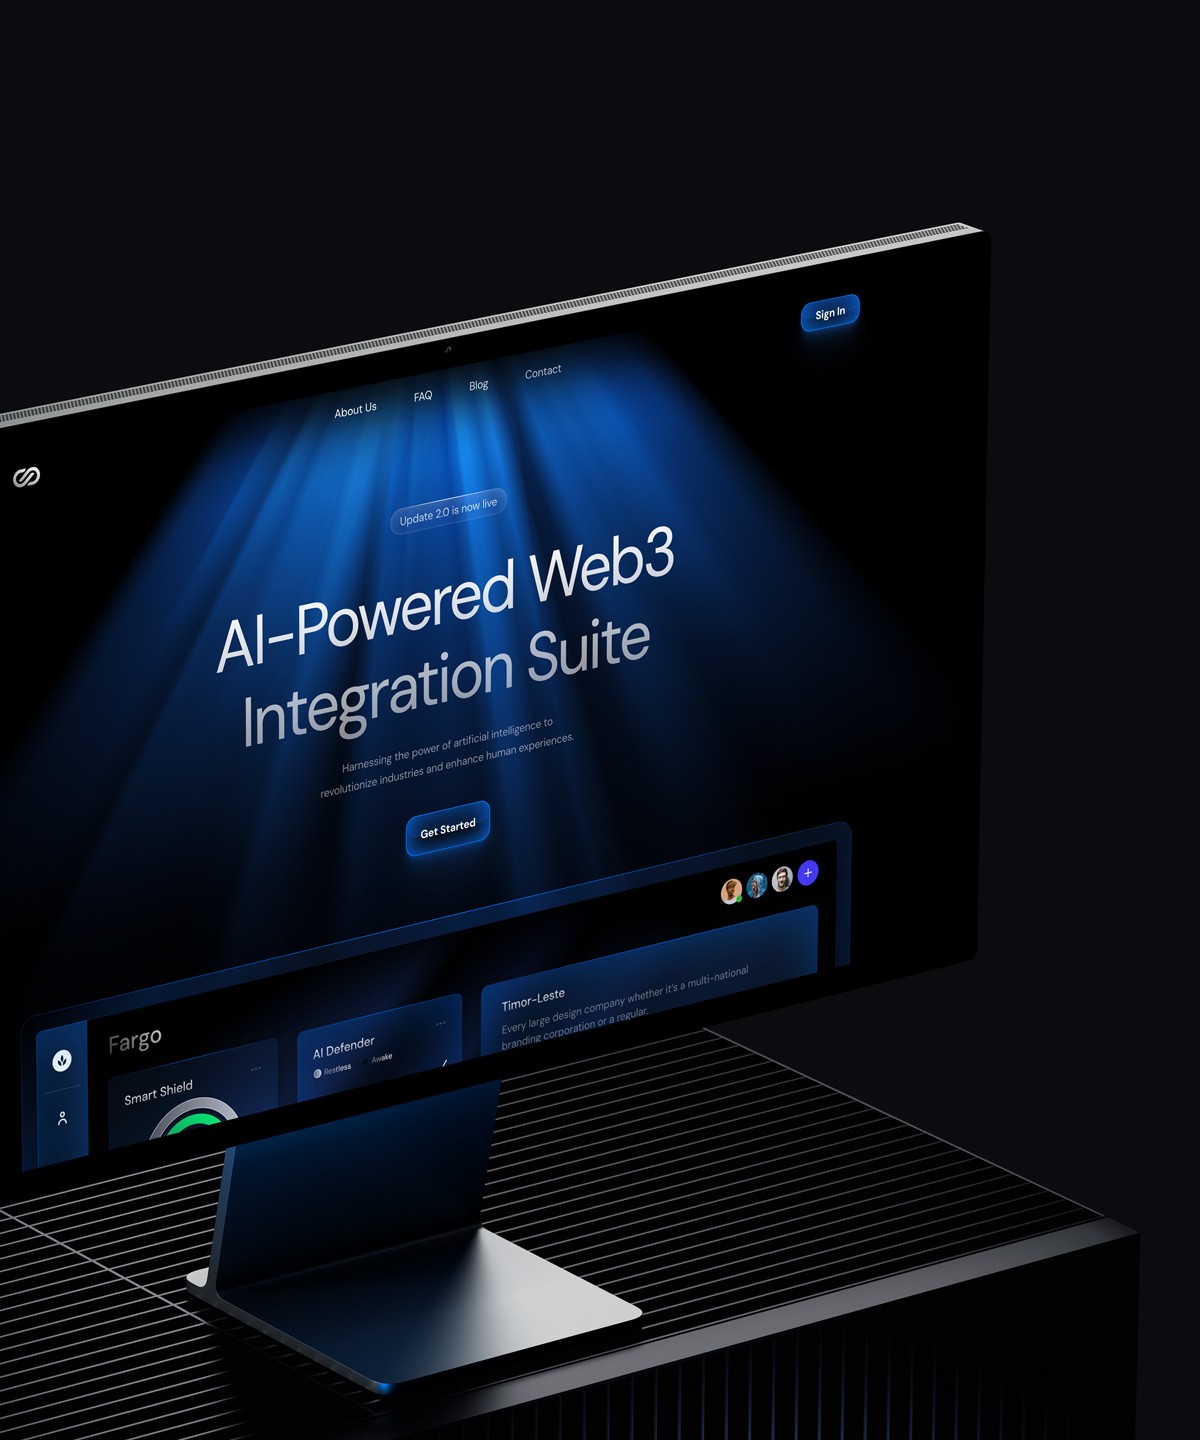 Sign In
About Us
FAQ
Blog
Contact
Update 2.0 is now live
AI-Powered Web3
Integration Suite
Harnessing the power of artificial intelligence to
revolutionize industries and enhance human experiences.
Get Started
Fargo
Smart Shield
AI Defender
Restless
Awake
Timor-Leste
Every large design company whether it's a multi-national
branding corporation or a regular.